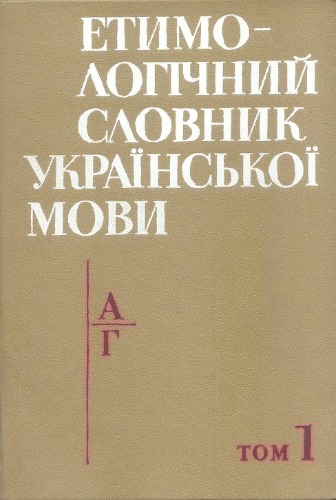 ЕТИМО-
ЛОГІЧНИЙ
СЛОВНИК
УКРАЇНСЬКОЇ
МОВИ
А
Г
ТОМ 1